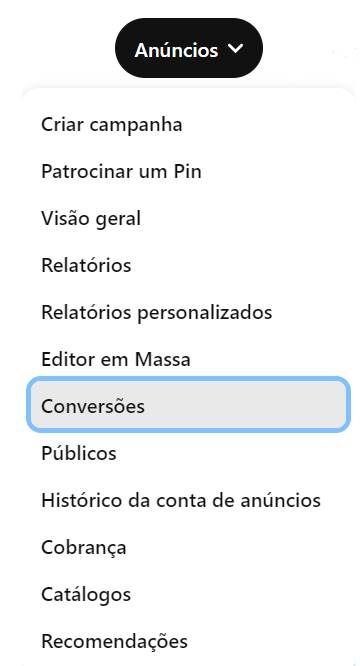 Anúncios
Criar campanha
Patrocinar um Pin
Visão geral
Relatórios
Relatórios personalizados
Editor em Massa
Conversões
Públicos
Histórico da conta de anúncios
Cobrança
Catálogos
Recomendações